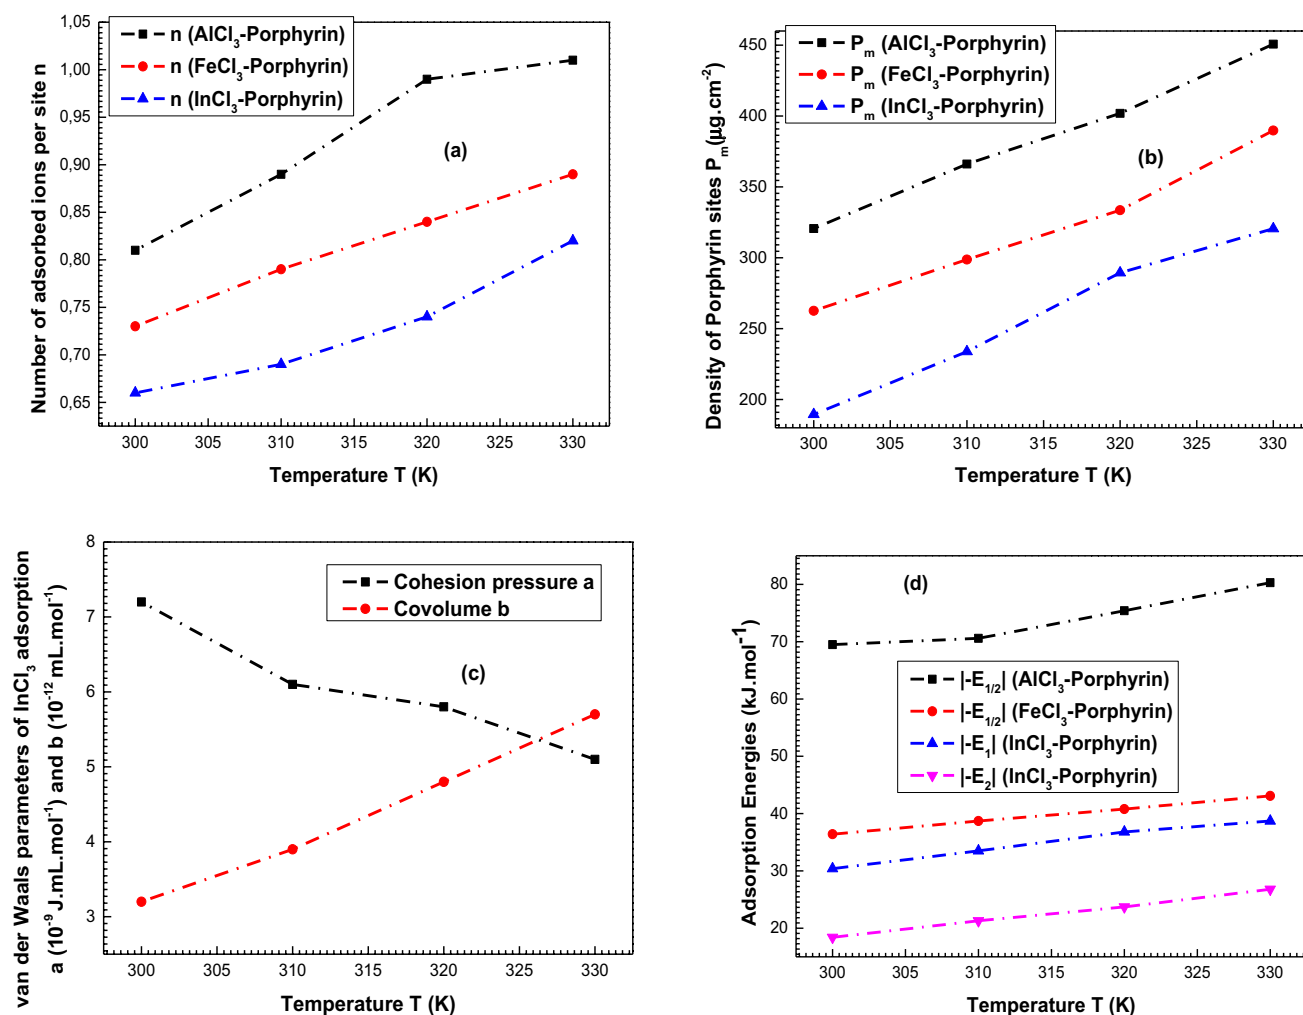 1,05
1,00
0,95
0,90
0,85
0,80
0,75
0,70
0,65
300 305 310 315 320 325 330
Number of adsorbed ions per site n
Temperature T (K)
n (AlCl3-Porphyrin)
n (FeCl3-Porphyrin)
n (InCl3-Porphyrin)
(a)
450
400
350
300
250
200
300 305 310 315 320 325 330
Density of Porphyrin sites Pm(µg.cm-2)
Temperature T (K)
Pm (AlCl3-Porphyrin)
Pm (FeCl3-Porphyrin)
Pm (InCl3-Porphyrin)
(b)
8
7
6
5
4
3
300 305 310 315 320 325 330
van der Waals parameters of InCl3 adsorption
a (10-9 J.mL.mol-1) and b (10-12 mL.mol-1)
Temperature T (K)
Cohesion pressure a
Covolume b
(c)
80
70
60
50
40
30
20
300 305 310 315 320 325 330
Adsorption Energies (kJ.mol-1)
Temperature T (K)
(d)
|-E1/2| (AlCl3-Porphyrin)
|-E1/2| (FeCl3-Porphyrin)
|-E1| (InCl3-Porphyrin)
|-E2| (InCl3-Porphyrin)